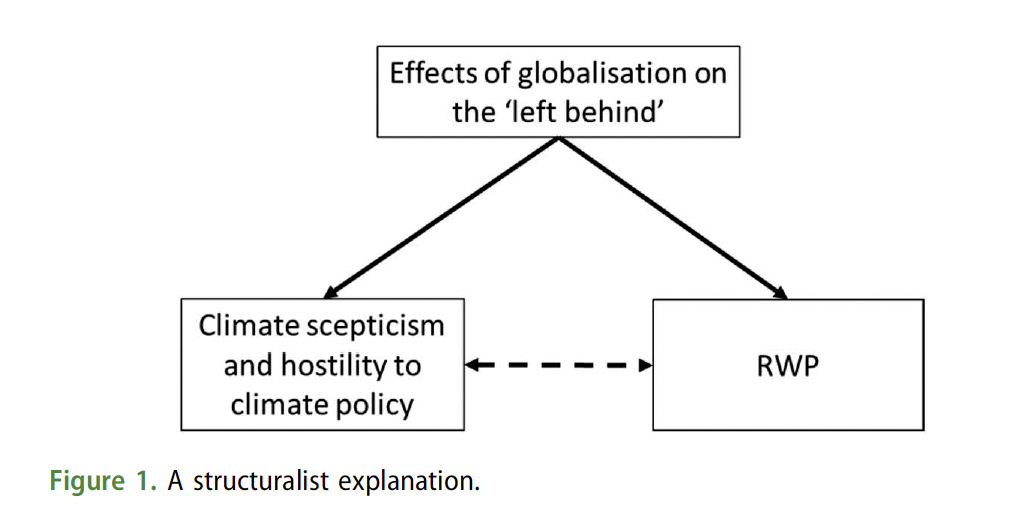 Effects of globalisation on
the ‘left behind’
Climate scepticism
and hostility to
climate policy
RWP
Figure 1. A structuralist explanation.